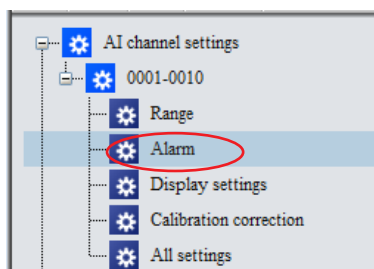 AI channel settings
0001-0010
Range
Alarm
Display settings
Calibration correction
All settings